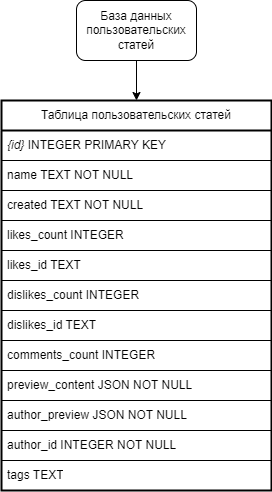 База данных
пользовательских
статей
Таблица пользовательских статей
{id} INTEGER PRIMARY KEY
name TEXT NOT NULL
created TEXT NOT NULL
likes_count INTEGER
likes_id TEXT
dislikes_count INTEGER
dislikes_id TEXT
comments_count INTEGER
preview_content JSON NOT NULL
author_preview JSON NOT NULL
author_id INTEGER NOT NULL
tags TEXT